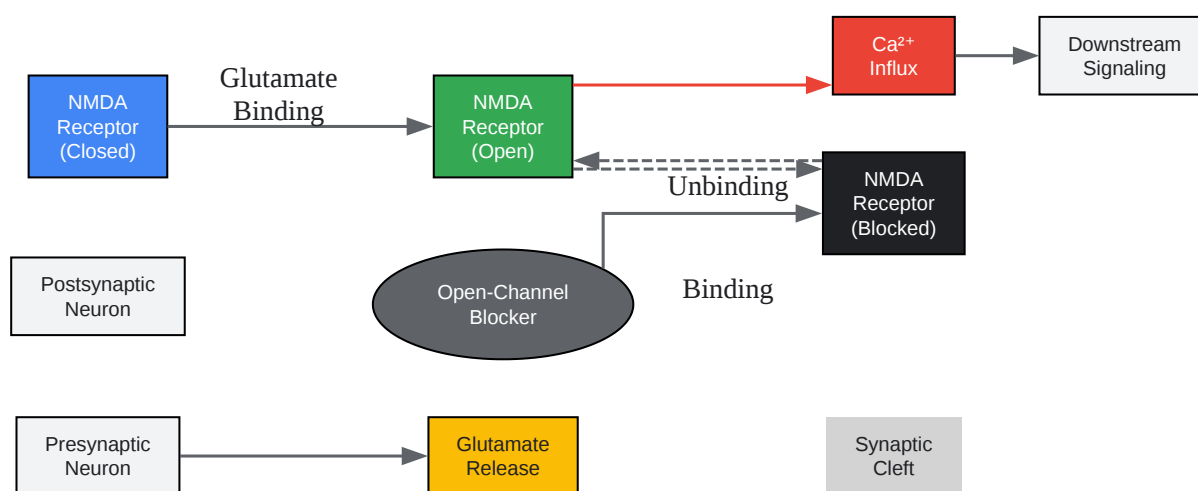 Ca²⁺
Influx
Downstream
Signaling
NMDA
Receptor
(Closed)
Glutamate
Binding
NMDA
Receptor
(Open)
Unbinding
NMDA
Receptor
(Blocked)
Postsynaptic
Neuron
Open-Channel
Blocker
Binding
Presynaptic
Neuron
Glutamate
Release
Synaptic
Cleft